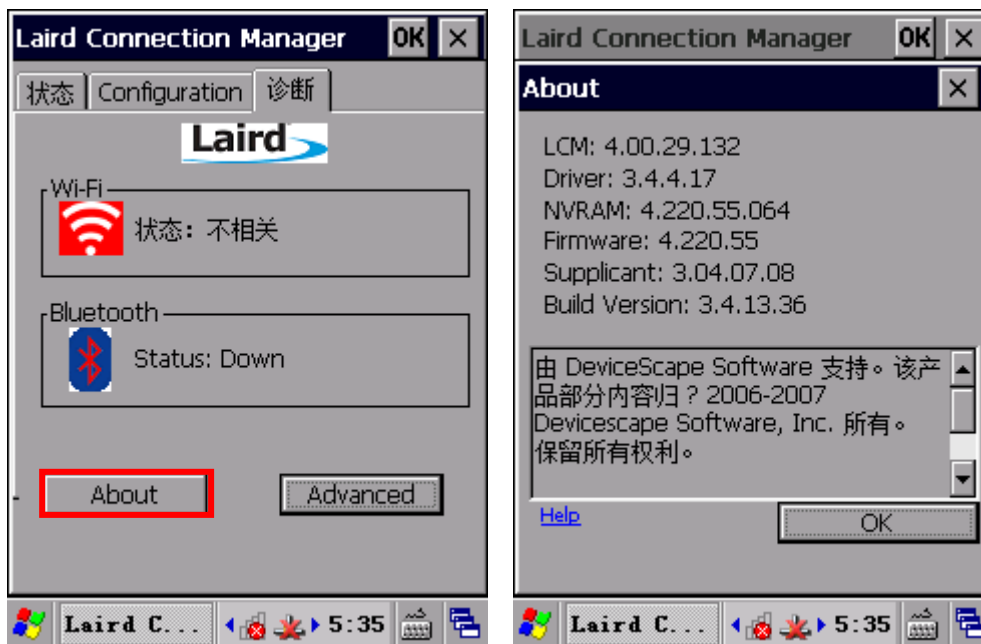 Laird Connection Manager OK ×
状态 Configuration 诊断
Laird
Wi-Fi
状态：不相关
Bluetooth
Status: Down
About Advanced
Laird C... 5:35
Laird Connection Manager OK ×
About ×
LCM: 4.00.29.132
Driver: 3.4.4.17
NVRAM: 4.220.55.064
Firmware: 4.220.55
Supplicant: 3.04.07.08
Build Version: 3.4.13.36
由 DeviceScape Software 支持。该产
品部分内容归 ? 2006-2007
Devicescape Software, Inc. 所有。
保留所有权利。
Help OK
Laird C... 5:35